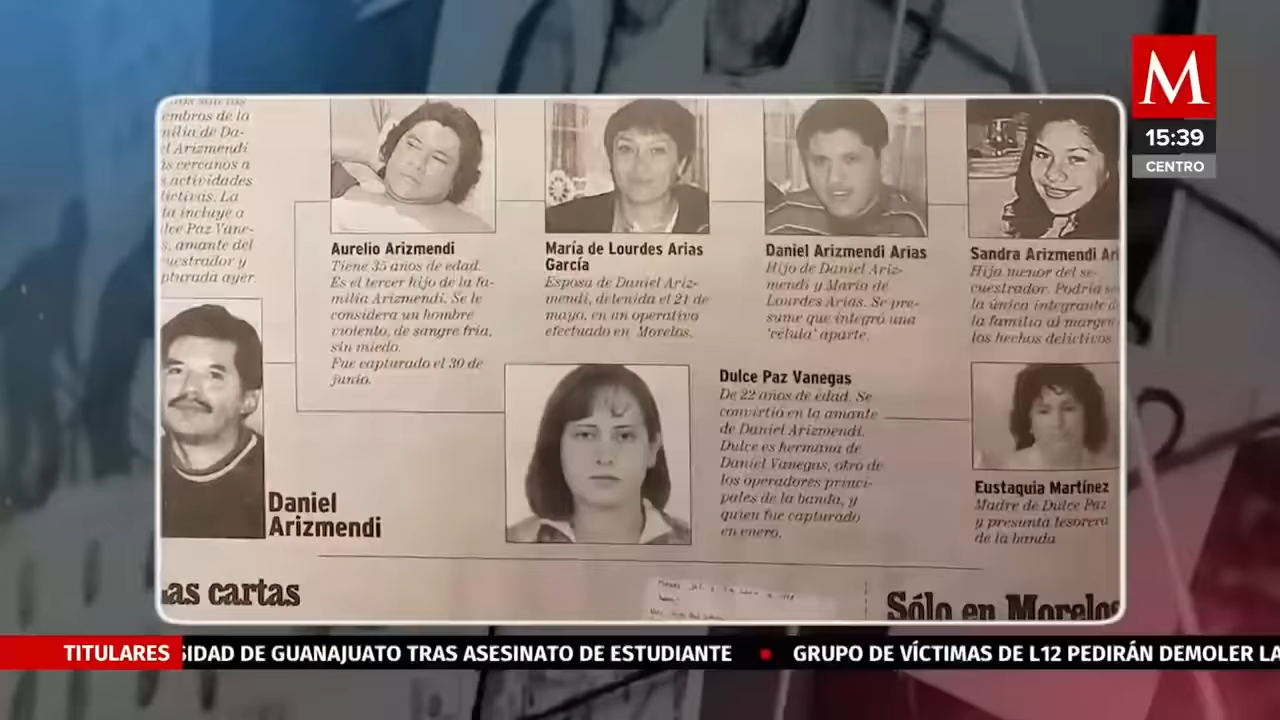 embros de la
milia de Da-
el Arizmendi
ás cercanos a
s actividades
lictivas. La
ta incluye a
lce Paz Vane-
s, amante del
cuestrador y
pturada ayer.
Aurelio Arizmendi
Tiene 35 años de edad.
Es el tercer hijo de la fa-
milia Arizmendi. Se le
considera un hombre
violento, de sangre fría,
sin miedo.
Fue capturado el 30 de
junio.
María de Lourdes Arias
García
Esposa de Daniel Ariz-
mendi, detenida el 21 de
mayo, en un operativo
efectuado en Morelos.
Daniel Arizmendi Arias
Hijo de Daniel Ariz-
mendi y María de
Lourdes Arias. Se pre-
sume que integró una
'célula' aparte.
Sandra Arizmendi Ari
Hija menor del se-
cuestrador. Podría se
la única integrante d
la familia al margen
los hechos delictivos
Daniel
Arizmendi
Dulce Paz Vanegas
De 22 años de edad. Se
convirtió en la amante
de Daniel Arizmendi.
Dulce es hermana de
Daniel Vanegas, otro de
los operadores princi-
pales de la banda, y
quien fue capturado
en enero.
Eustaquia Martínez
Madre de Dulce Paz
y presunta tesorera
de la banda
as cartas
Sólo en Morelos
M
15:39
CENTRO
TITULARES SIDAD DE GUANAJUATO TRAS ASESINATO DE ESTUDIANTE • GRUPO DE VÍCTIMAS DE L12 PEDIRÁN DEMOLER LA